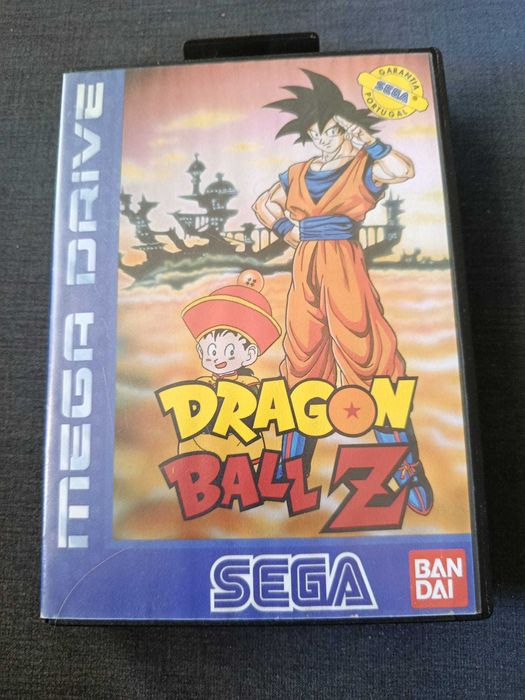 MEGA DRIVE
GARANTIA
SEGA
PORTUGAL
DRAGON
BALL Z
SEGA
BAN
DAI